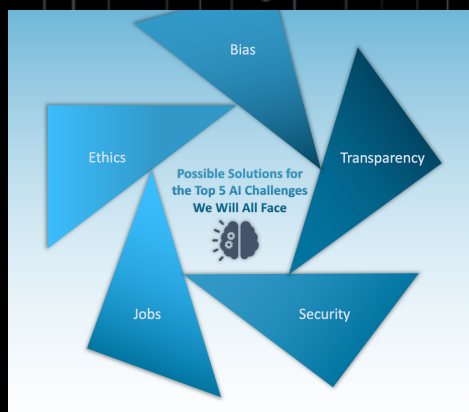 Bias
Ethics
Transparency
Possible Solutions for
the Top 5 AI Challenges
We Will All Face
Jobs
Security